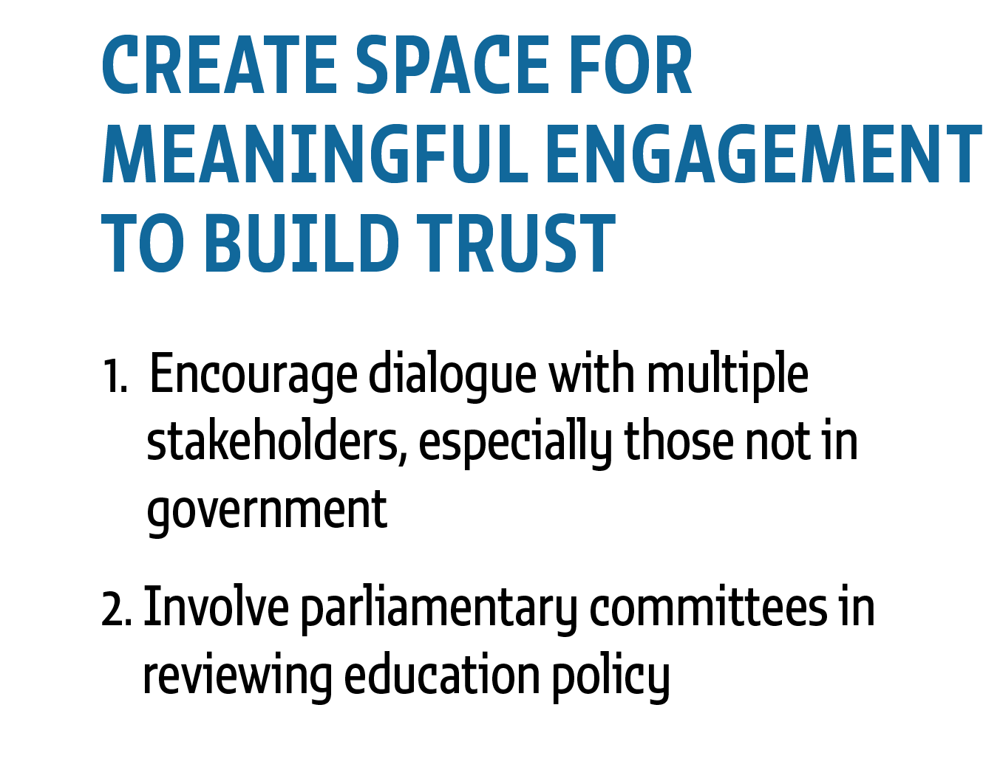 CREATE SPACE FOR
MEANINGFUL ENGAGEMENT
TO BUILD TRUST
1. Encourage dialogue with multiple
stakeholders, especially those not in
government
2. Involve parliamentary committees in
reviewing education policy